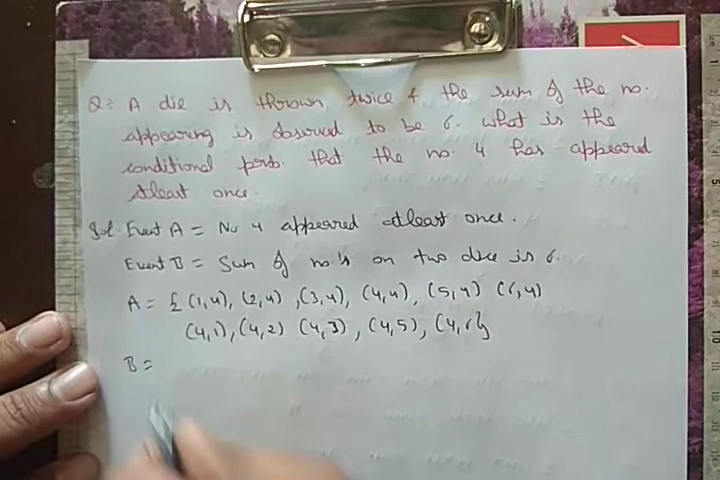 Q: A die is thrown twice & the sum of the no.
appearing is observed to be 6. what is the
conditional prob. that the no. 4 has appeared
atleast once.
Sol. Event A = No 4 appeared atleast once.
Event B = Sum of no's on two dice is 6.
A = { (1,4), (2,4) ,(3,4), (4,4), (5,4) (6,4)
(4,1), (4,2) (4,3) , (4,5), (4,6}
B =